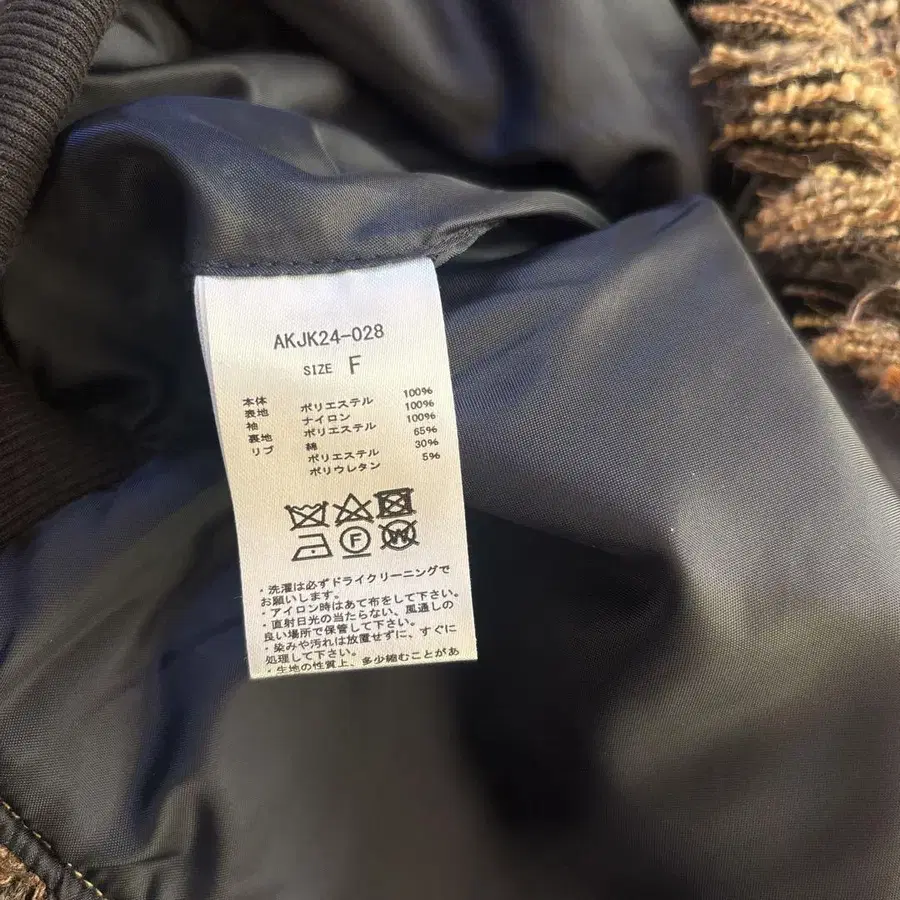 AKJK24-028
SIZE F
本体
表地 ポリエステル 100%
袖 ナイロン 100%
裏地 ポリエステル 100%
リブ 綿 65%
ポリエステル 30%
ポリウレタン 5%
F W
・洗濯は必ずドライクリーニングで
お願いします。
・アイロン時はあて布をして下さい。
・直射日光の当たらない、風通しの
良い場所で保管して下さい。
・染みや汚れは放置せずに、すぐに
処理して下さい。
・生地の性質上、多少縮むことがあ